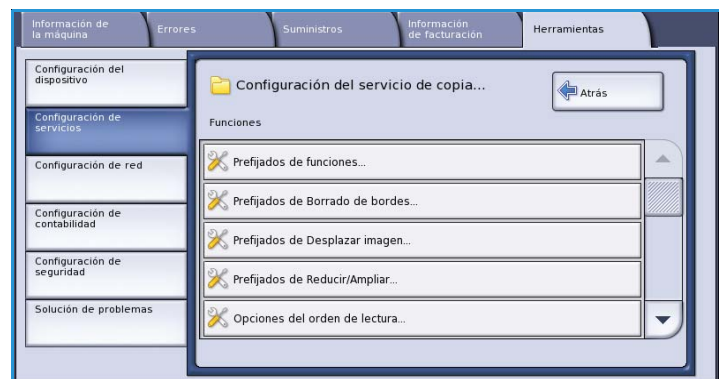 Información de
la máquina
Errores
Suministros
Información
de facturación
Herramientas
Configuración del
dispositivo
Configuración de
servicios
Configuración de red
Configuración de
contabilidad
Configuración de
seguridad
Solución de problemas
Configuración del servicio de copia...
Atrás
Funciones
Prefijados de funciones...
Prefijados de Borrado de bordes...
Prefijados de Desplazar imagen...
Prefijados de Reducir/Ampliar...
Opciones del orden de lectura...